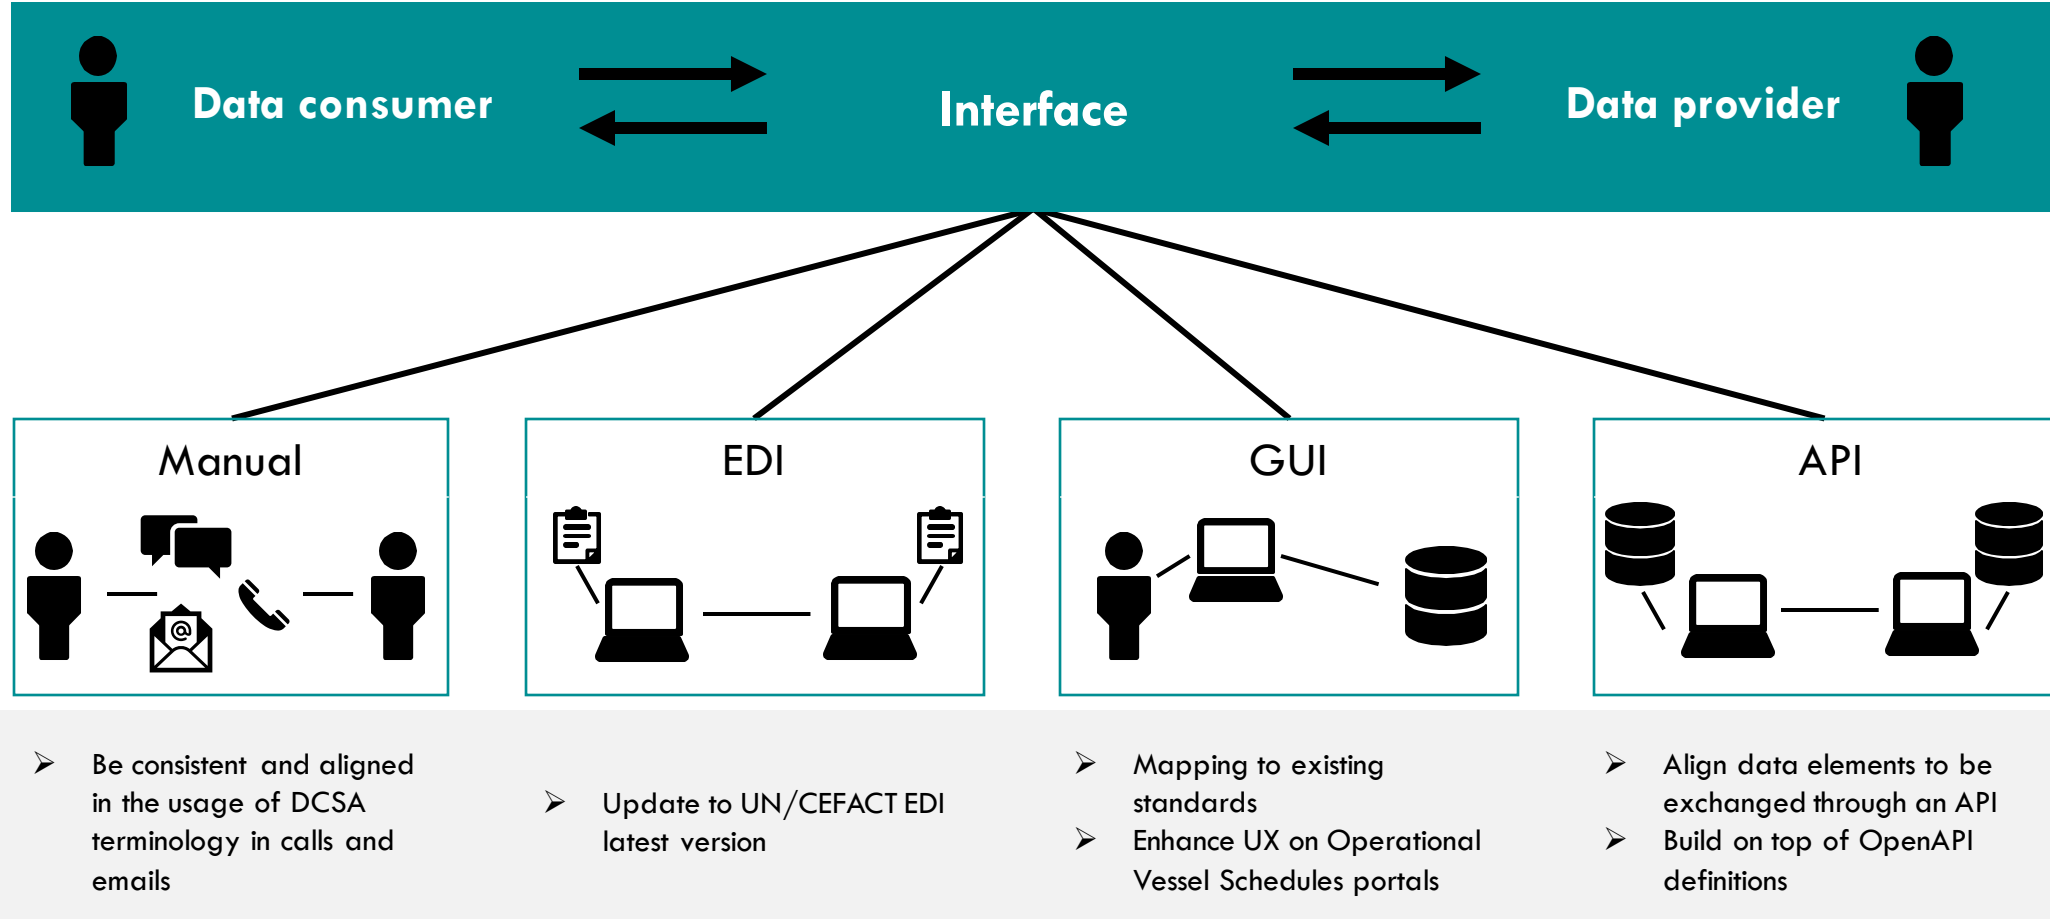 Data consumer
Interface
Data provider
Manual
EDI
GUI
API
@
➢ Be consistent and aligned
in the usage of DCSA
terminology in calls and
emails
➢ Update to UN/CEFACT EDI
latest version
➢ Mapping to existing
standards
➢ Enhance UX on Operational
Vessel Schedules portals
➢ Align data elements to be
exchanged through an API
➢ Build on top of OpenAPI
definitions